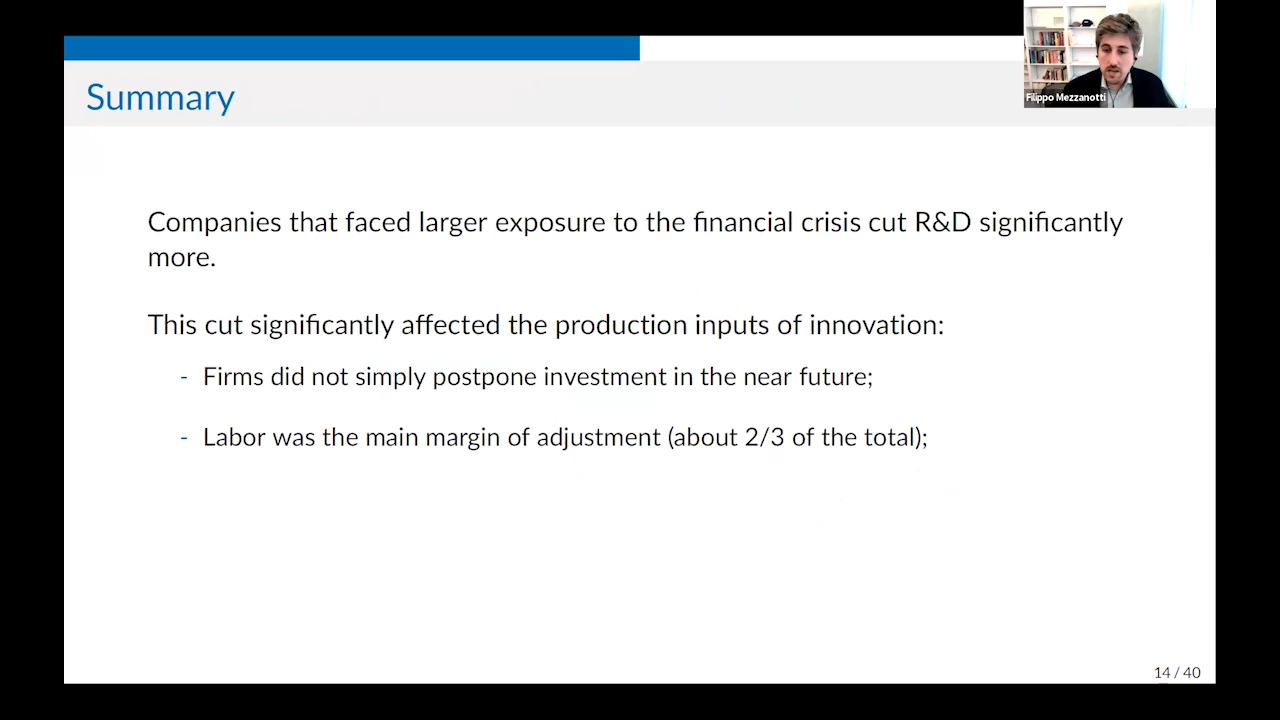 Summary
Filippo Mezzanotti
Companies that faced larger exposure to the financial crisis cut R&D significantly
more.
This cut significantly affected the production inputs of innovation:
- Firms did not simply postpone investment in the near future;
- Labor was the main margin of adjustment (about 2/3 of the total);
14 / 40